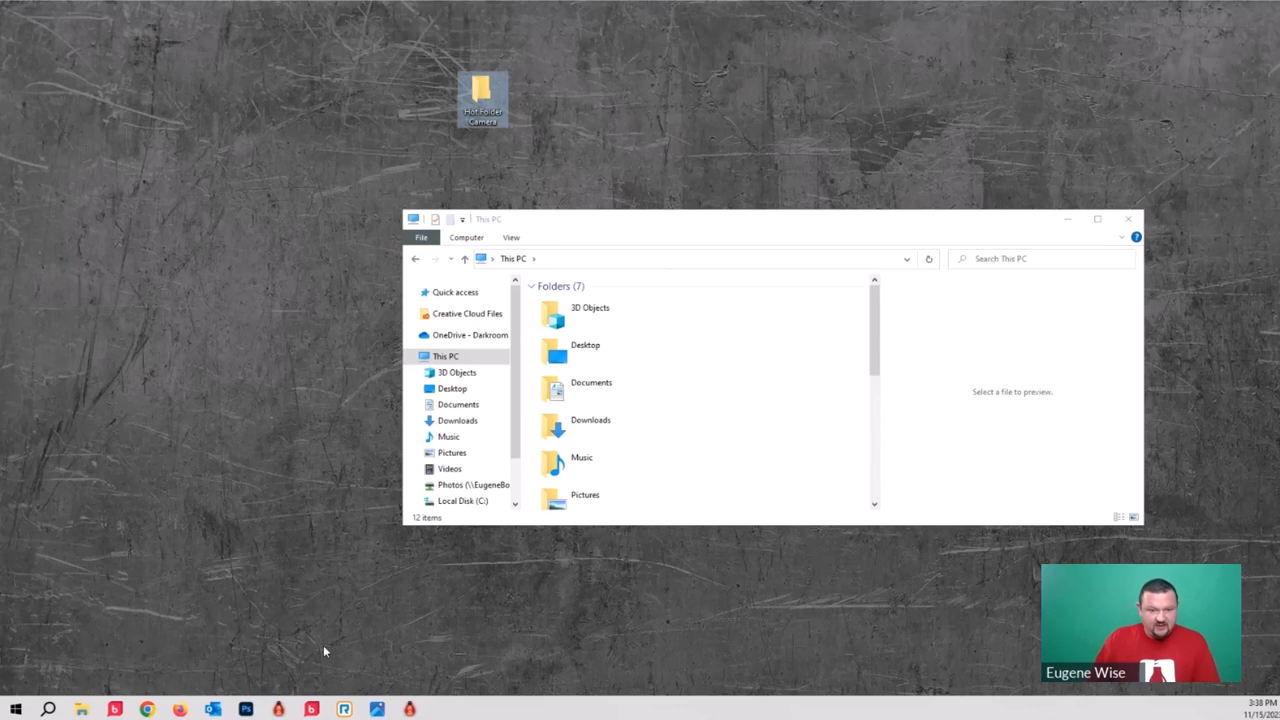 Hot Folder
Camera
This PC
File
Computer
View
This PC
Search This PC
Quick access
Creative Cloud Files
OneDrive - Darkroom
This PC
3D Objects
Desktop
Documents
Downloads
Music
Pictures
Videos
Photos (\\EugeneBo
Local Disk (C:)
Folders (7)
3D Objects
Desktop
Documents
Downloads
Music
Pictures
Select a file to preview.
12 items
Eugene Wise
3:38 PM
11/15/202